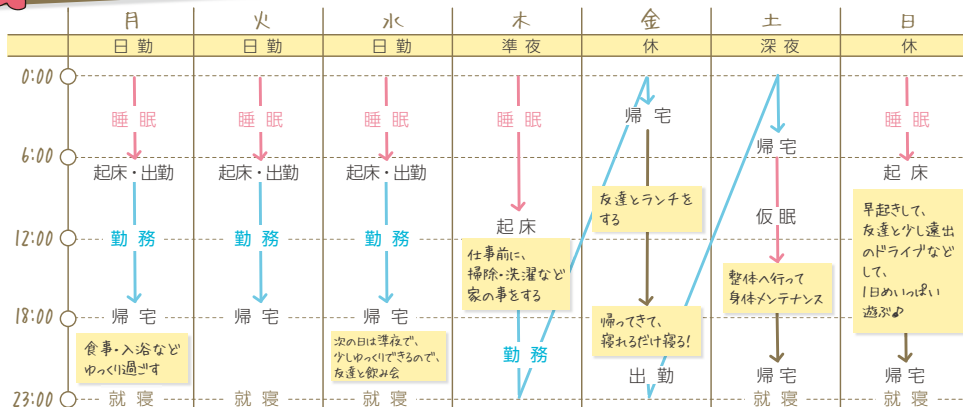 月 火 水 木 金 土 日
日勤 日勤 日勤 準夜 休 深夜 休
0:00
睡眠 睡眠 睡眠 睡眠 帰宅 帰宅 睡眠
6:00
起床・出勤 起床・出勤 起床・出勤 起床 仮眠 起床
12:00
勤務 勤務 勤務
友達とランチを
する
仕事前に、
掃除・洗濯など
家の事をする
整体へ行って
身体メンテナンス
早起きして、
友達と少し遠出
のドライブなど
して、
1日めいっぱい
遊ぶ♪
18:00
帰宅 帰宅 帰宅
食事・入浴など
ゆっくり過ごす
次の日は準夜で、
少しゆっくりできるので、
友達と飲み会
勤務
帰ってきて、
寝れるだけ寝る!
出勤 帰宅 帰宅
23:00
就寝 就寝 就寝 就寝 就寝